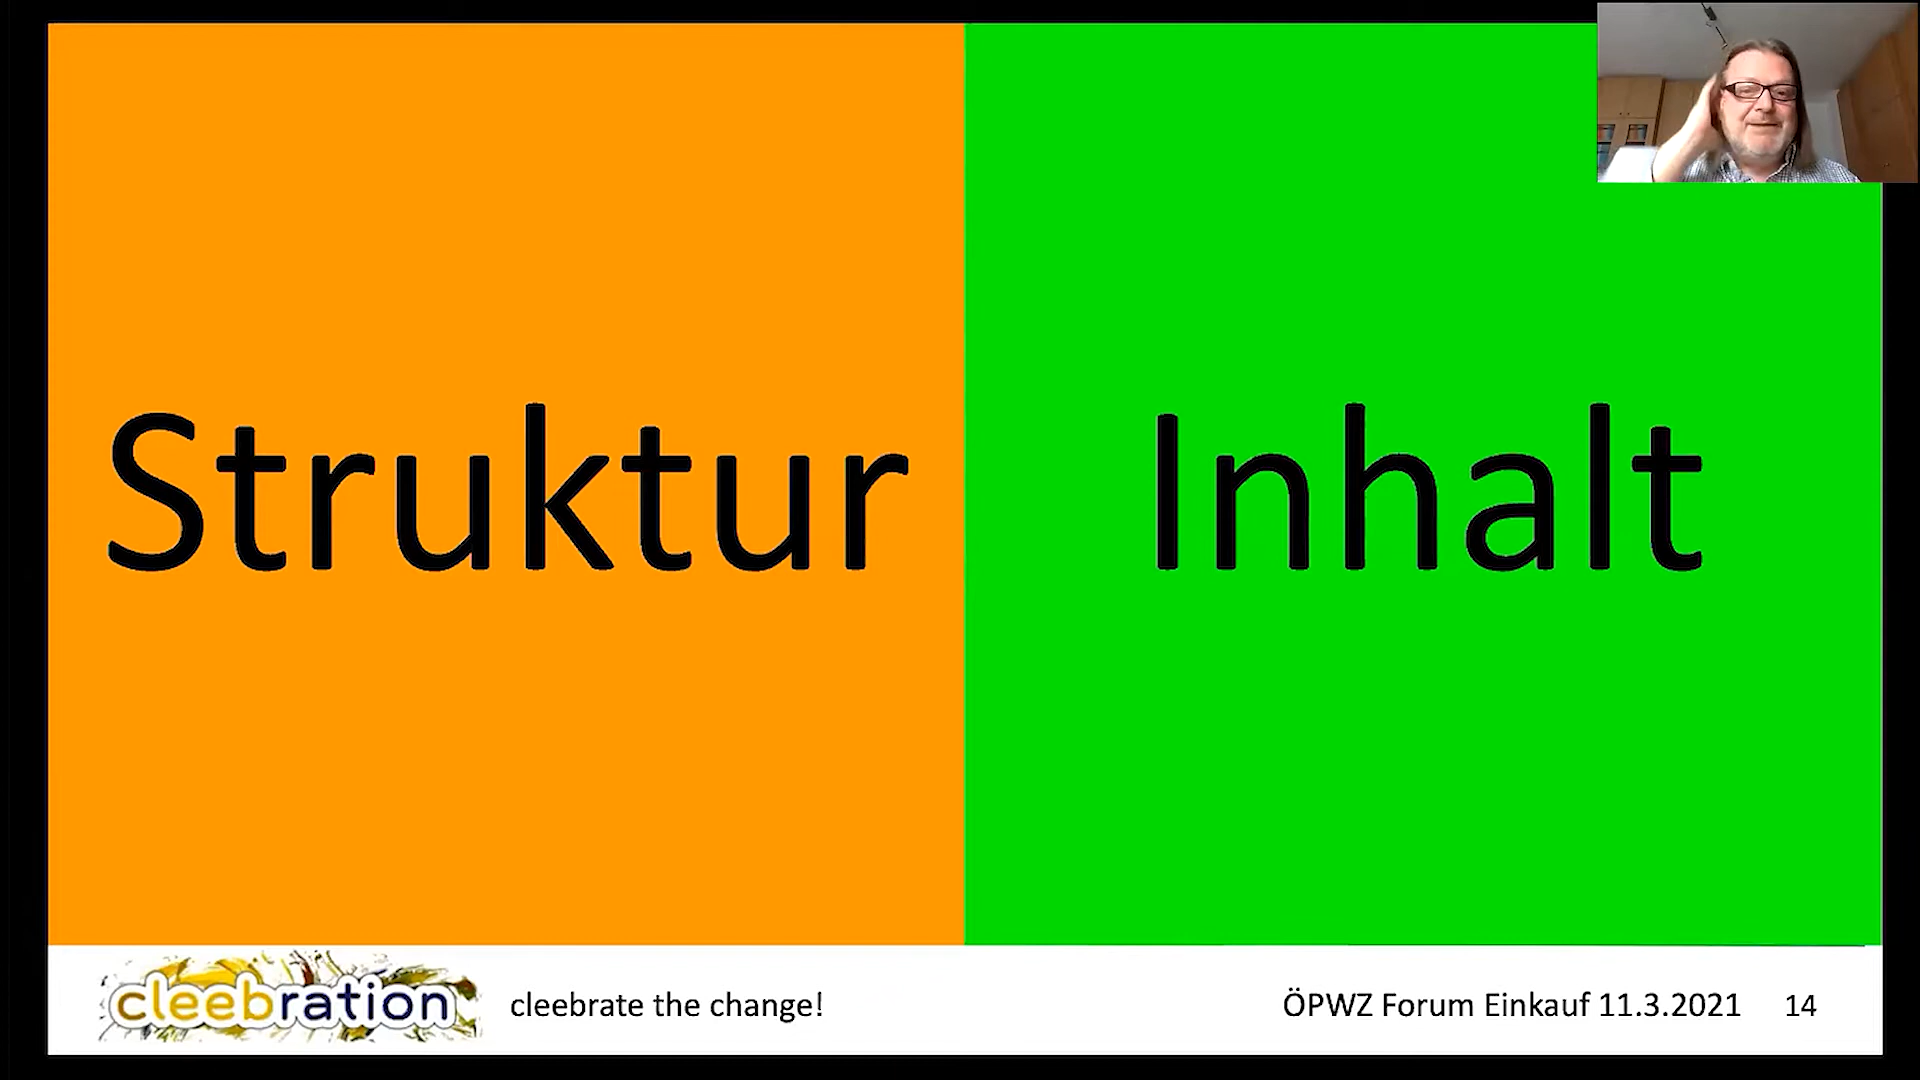 Struktur
Inhalt
cleebration
cleebrate the change!
ÖPWZ Forum Einkauf 11.3.2021
14